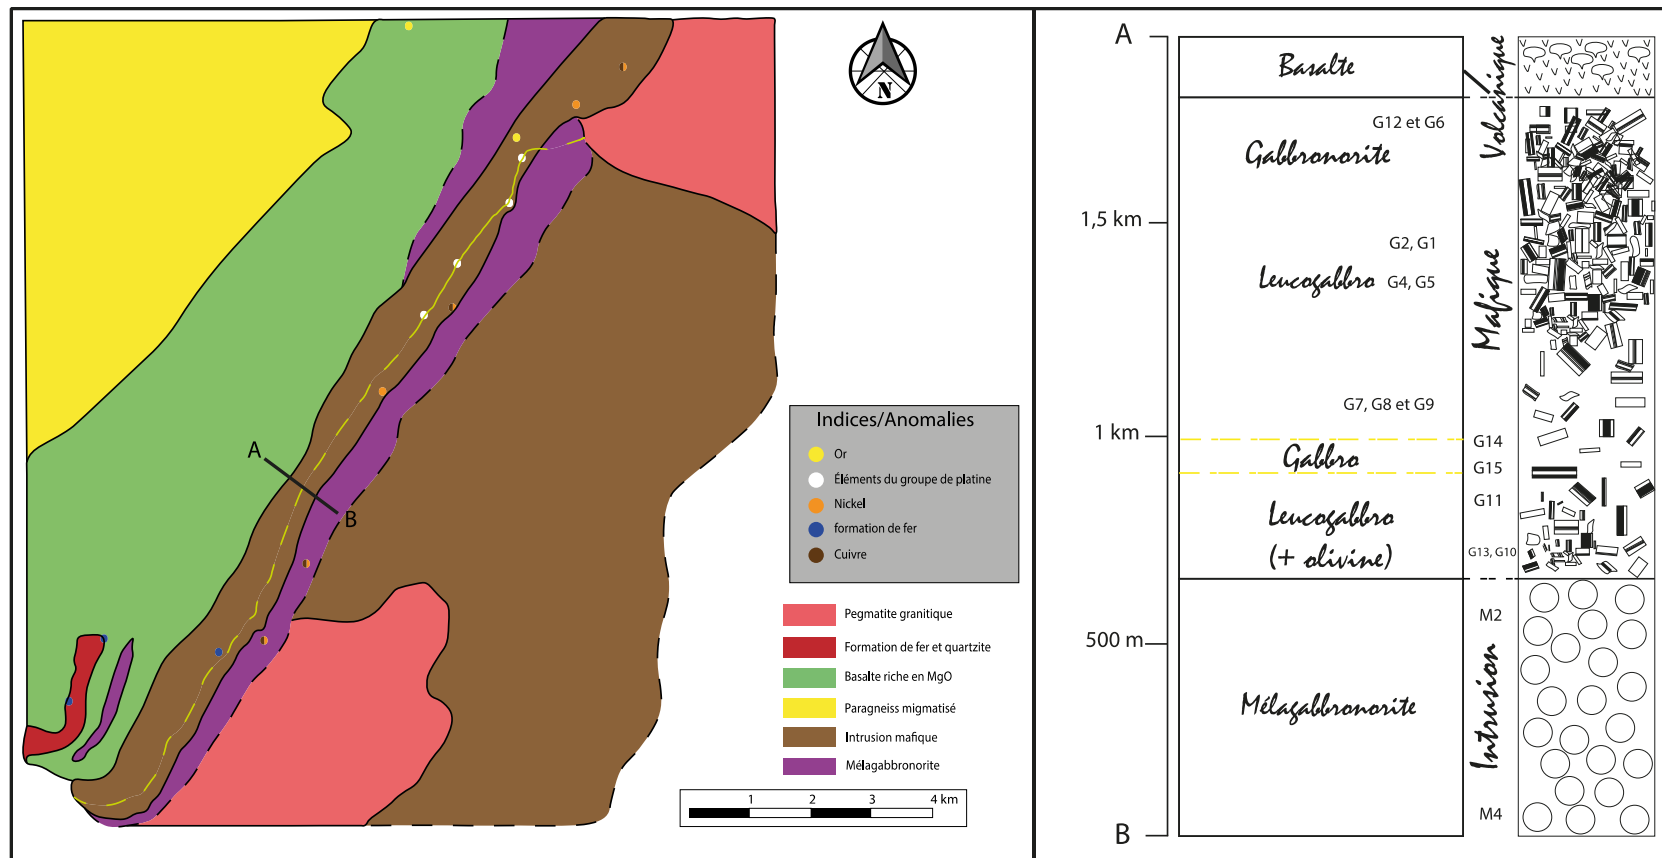 N
A
B
Indices/Anomalies
Or
Éléments du groupe de platine
Nickel
formation de fer
Cuivre
Pegmatite granitique
Formation de fer et quartzite
Basalte riche en MgO
Paragneiss migmatisé
Intrusion mafique
Mélagabbronorite
1 2 3 4 km
A
1,5 km
1 km
500 m
B
Basalte
G12 et G6
Gabbronorite
G2, G1
Leucogabbro G4, G5
G7, G8 et G9
Gabbro
G14
G15
G11
Leucogabbro
(+ olivine)
G13, G10
M2
Mélagabbronorite
M4
Volcanique
Mafique
Intrusion